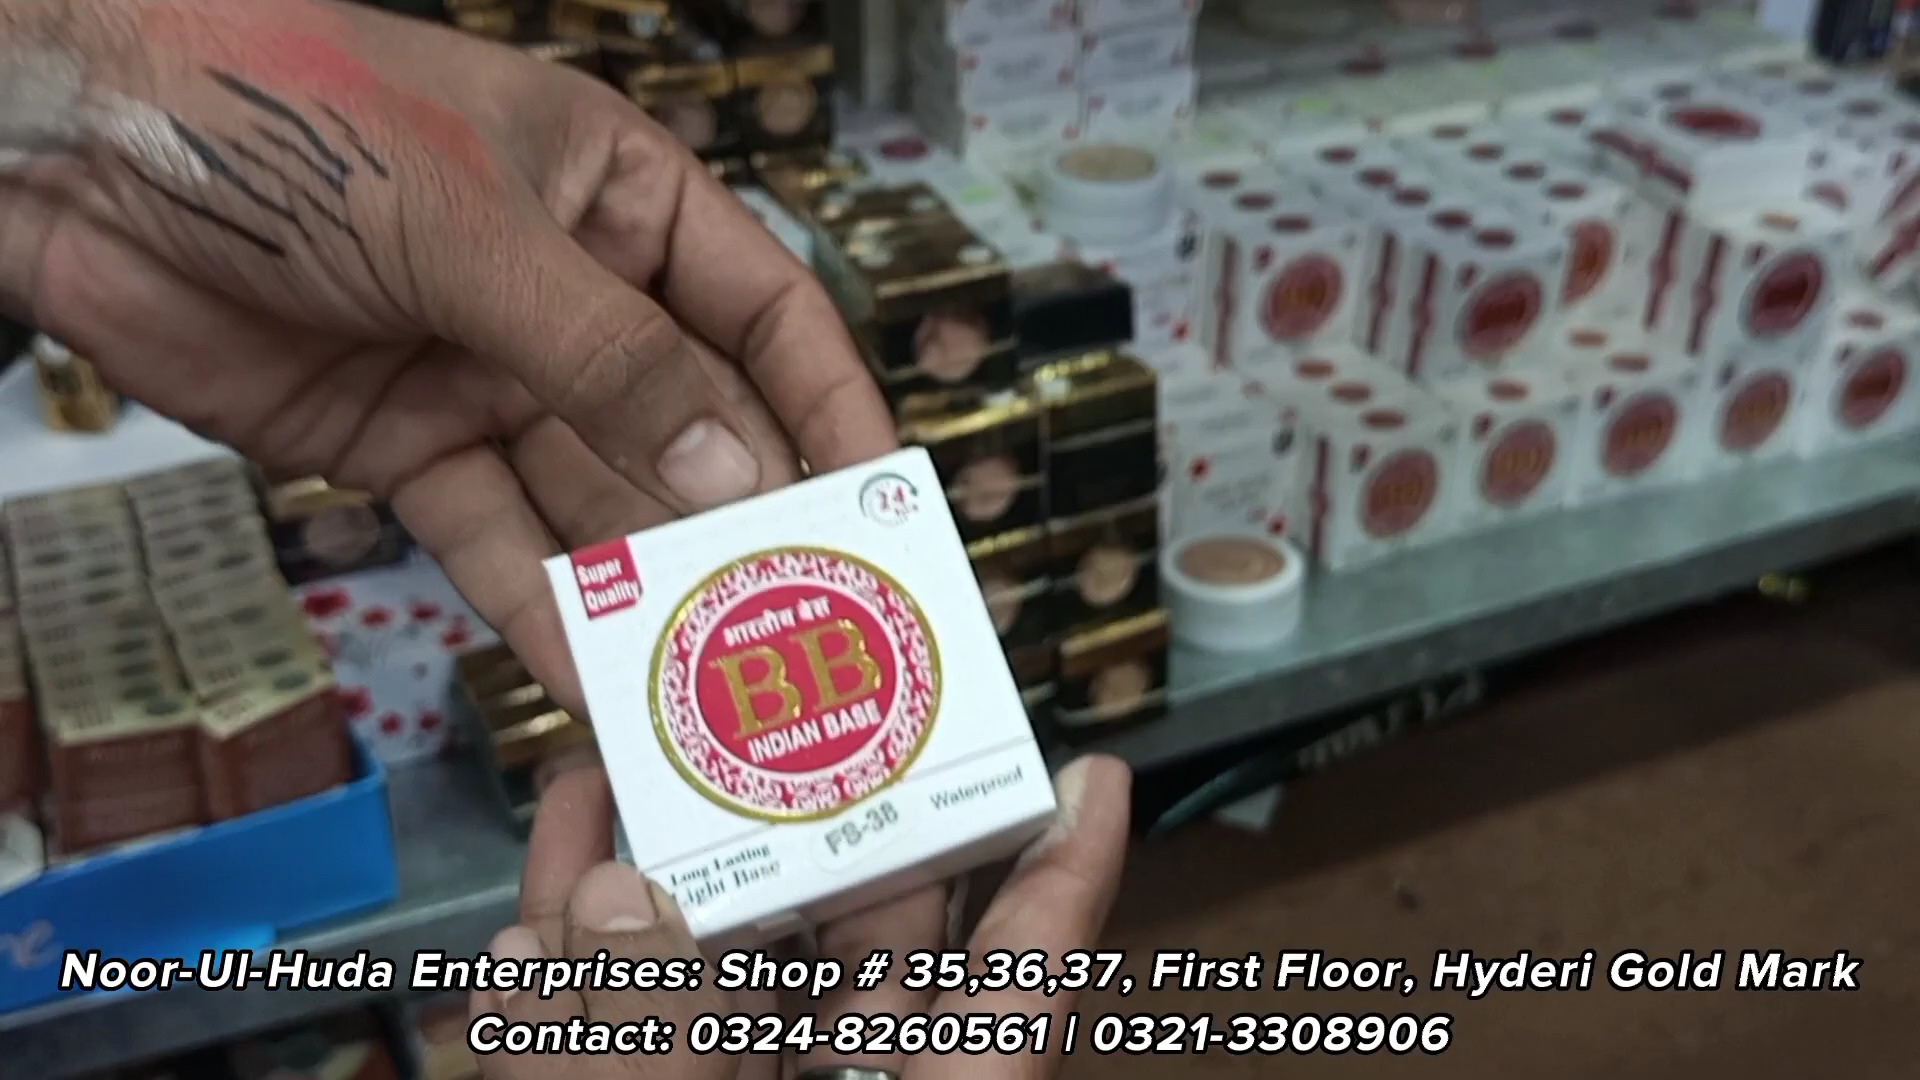 24
Super
Quality
भारतीय बेस
BB
INDIAN BASE
Waterproof
FS-38
Long Lasting
Light Base
Noor-Ul-Huda Enterprises: Shop # 35,36,37, First Floor, Hyderi Gold Mark
Contact: 0324-8260561 | 0321-3308906